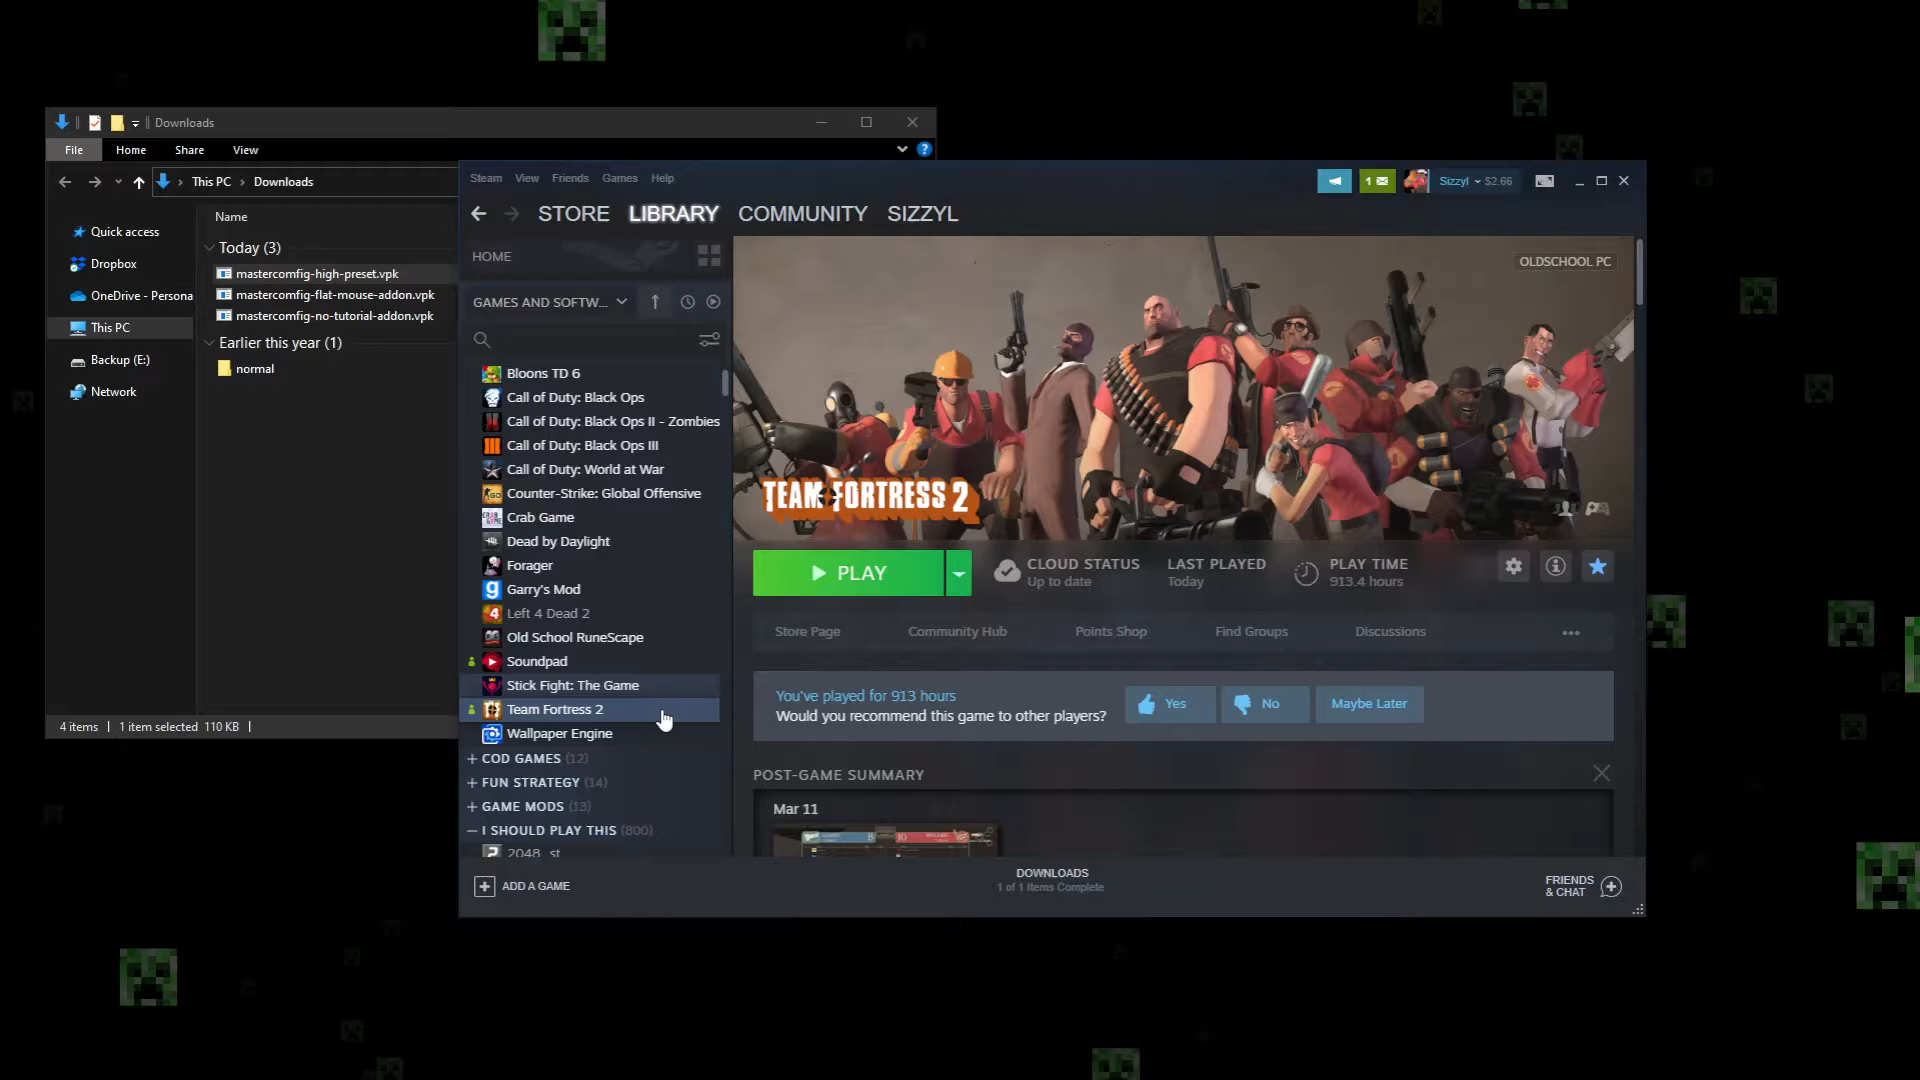 Downloads
File Home Share View
This PC > Downloads
Name
Quick access
Dropbox
OneDrive - Persona
This PC
Backup (E:)
Network
Today (3)
mastercomfig-high-preset.vpk
mastercomfig-flat-mouse-addon.vpk
mastercomfig-no-tutorial-addon.vpk
Earlier this year (1)
normal
4 items 1 item selected 110 KB
Steam View Friends Games Help
1
Sizzyl $2.66
STORE LIBRARY COMMUNITY SIZZYL
HOME
GAMES AND SOFTW...
Bloons TD 6
Call of Duty: Black Ops
Call of Duty: Black Ops II - Zombies
Call of Duty: Black Ops III
Call of Duty: World at War
Counter-Strike: Global Offensive
Crab Game
Dead by Daylight
Forager
Garry's Mod
Left 4 Dead 2
Old School RuneScape
Soundpad
Stick Fight: The Game
Team Fortress 2
Wallpaper Engine
+ COD GAMES (12)
+ FUN STRATEGY (14)
+ GAME MODS (13)
— I SHOULD PLAY THIS (800)
2048
ADD A GAME
OLDSCHOOL PC
TEAM FORTRESS 2
PLAY
CLOUD STATUS
Up to date
LAST PLAYED
Today
PLAY TIME
913.4 hours
Store Page Community Hub Points Shop Find Groups Discussions
You've played for 913 hours
Would you recommend this game to other players?
Yes No Maybe Later
POST-GAME SUMMARY
Mar 11
8 10
DOWNLOADS
1 of 1 Items Complete
FRIENDS
& CHAT